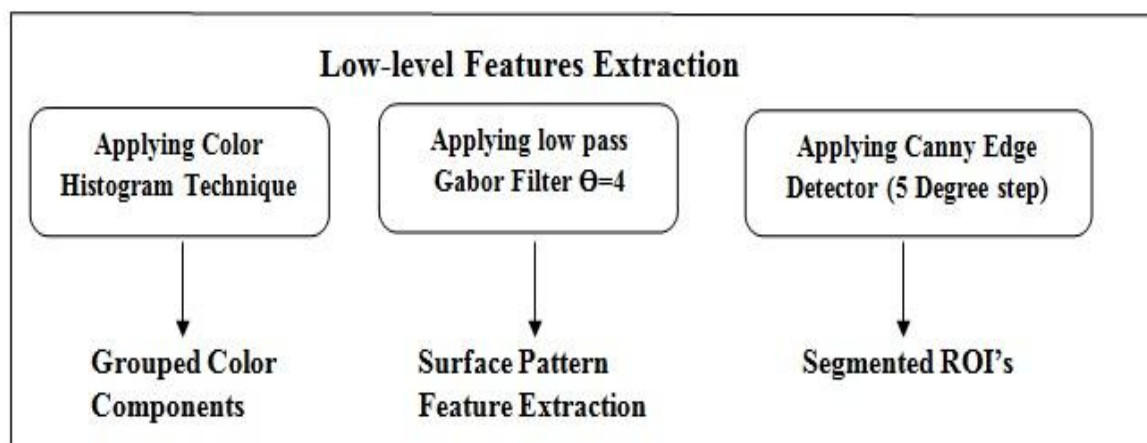 Low-level Features Extraction
Applying Color
Histogram Technique
Applying low pass
Gabor Filter Ɵ=4
Applying Canny Edge
Detector (5 Degree step)
Grouped Color
Components
Surface Pattern
Feature Extraction
Segmented ROI's